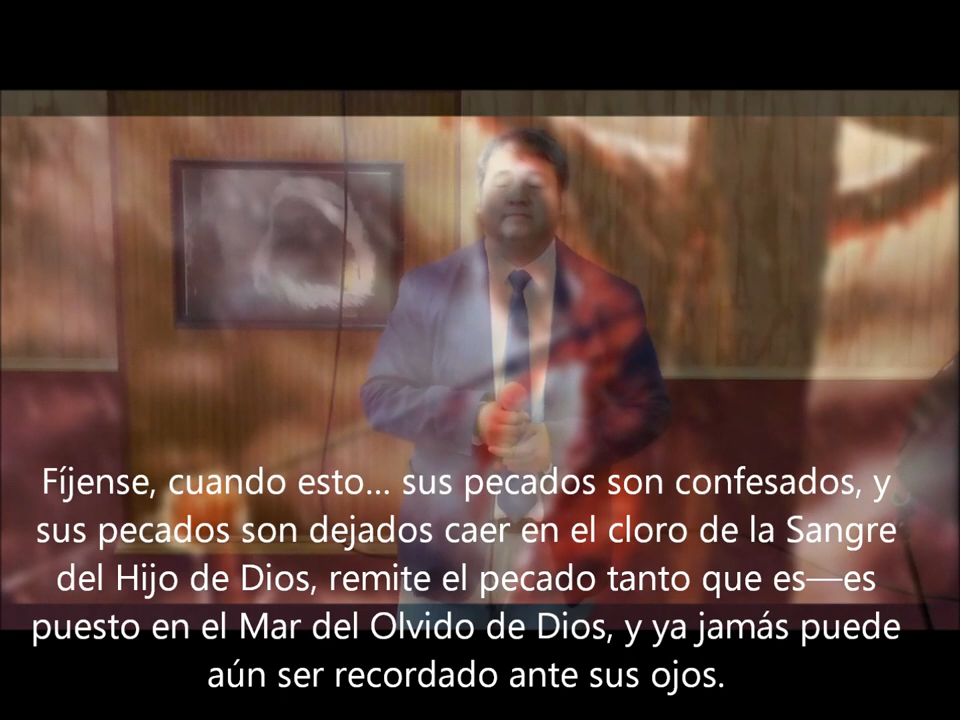 Fíjense, cuando esto... sus pecados son confesados, y
sus pecados son dejados caer en el cloro de la Sangre
del Hijo de Dios, remite el pecado tanto que es—es
puesto en el Mar del Olvido de Dios, y ya jamás puede
aún ser recordado ante sus ojos.